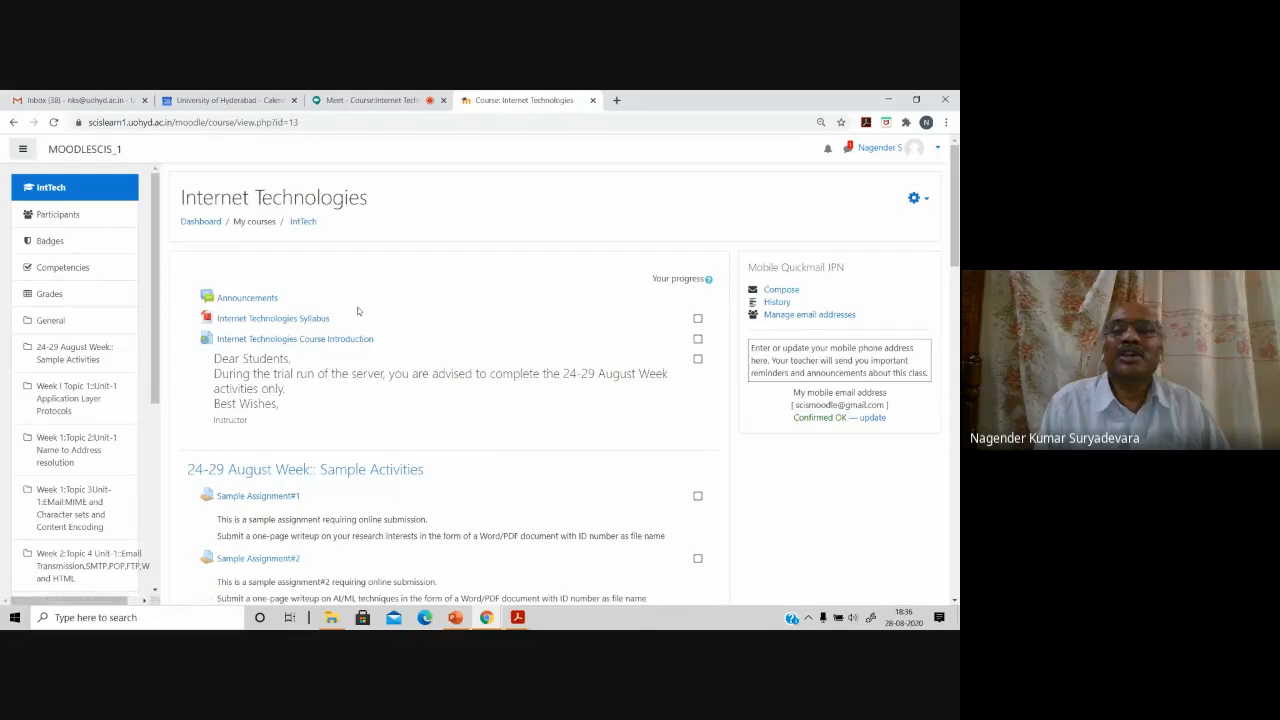 Inbox (38) - nks@uohyd.ac.in - U
University of Hyderabad - Calen
Meet - Course:Internet Tech
Course: Internet Technologies
scislearn1.uohyd.ac.in/moodle/course/view.php?id=13
MOODLESCIS_1
1
Nagender S
N
IntTech
Participants
Badges
Competencies
Grades
General
24-29 August Week::
Sample Activities
Week I Topic 1::Unit-1
Application Layer
Protocols
Week 1:Topic 2:Unit-1
Name to Address
resolution
Week 1:Topic 3Unit-
1:EMail:MIME and
Character sets and
Content Encoding
Week 2:Topic 4 Unit-1::Email
Transmission,SMTP,POP,FTP,W
and HTML
Internet Technologies
Dashboard / My courses / IntTech
Your progress
Announcements
Internet Technologies Syllabus
Internet Technologies Course Introduction
Dear Students,
During the trial run of the server, you are advised to complete the 24-29 August Week
activities only.
Best Wishes,
Instructor
24-29 August Week:: Sample Activities
Sample Assignment#1
This is a sample assignment requiring online submission.
Submit a one-page writeup on your research interests in the form of a Word/PDF document with ID number as file name
Sample Assignment#2
This is a sample assignment#2 requiring online submission.
Submit a one-page writeup on AI/ML techniques in the form of a Word/PDF document with ID number as file name
Mobile Quickmail JPN
Compose
History
Manage email addresses
Enter or update your mobile phone address
here. Your teacher will send you important
reminders and announcements about this class.
My mobile email address
[ scismoodle@gmail.com ]
Confirmed OK — update
Type here to search
18:36
28-08-2020
Nagender Kumar Suryadevara